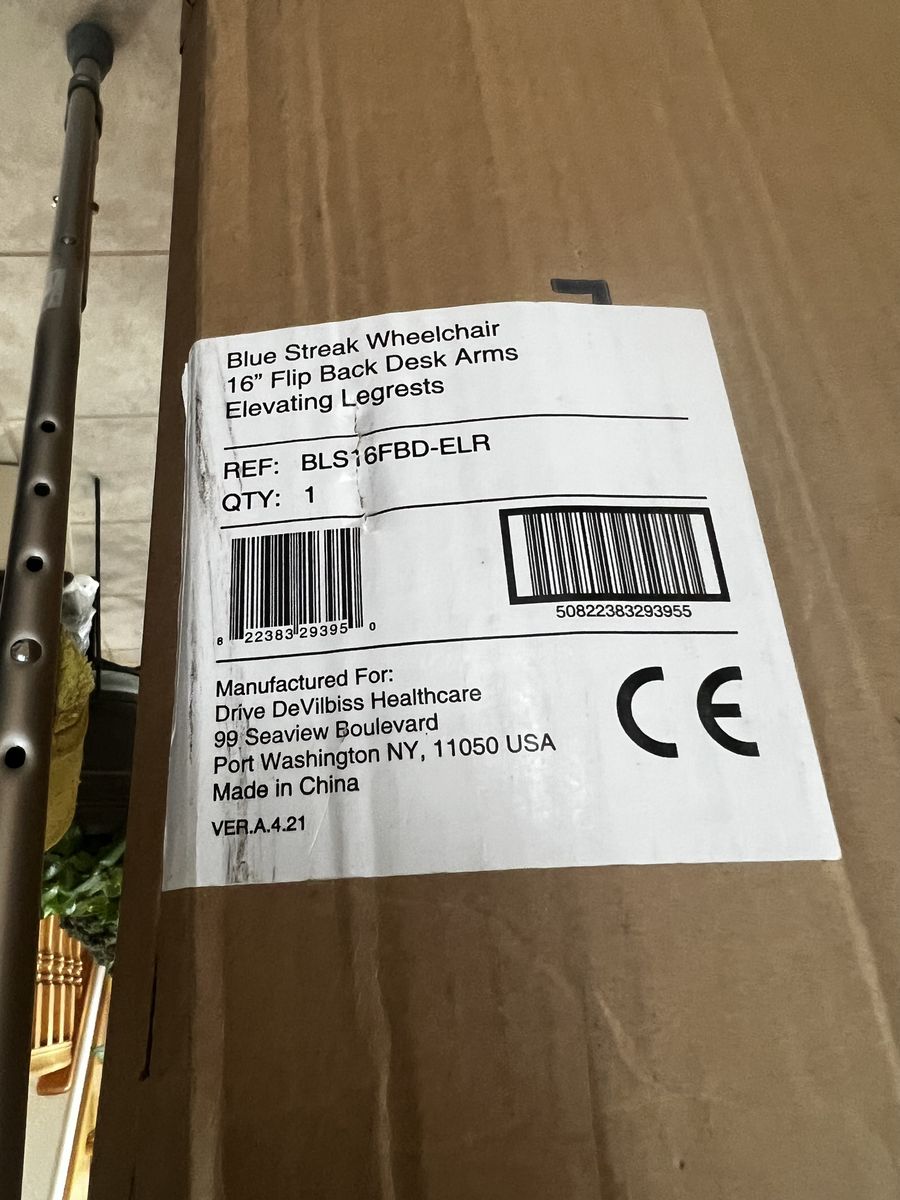 Blue Streak Wheelchair
16” Flip Back Desk Arms
Elevating Legrests
REF: BLS16FBD-ELR
QTY: 1
8 22383 29395 0
50822383293955
Manufactured For:
Drive DeVilbiss Healthcare
99 Seaview Boulevard
Port Washington NY, 11050 USA
Made in China
CE
VER.A.4.21